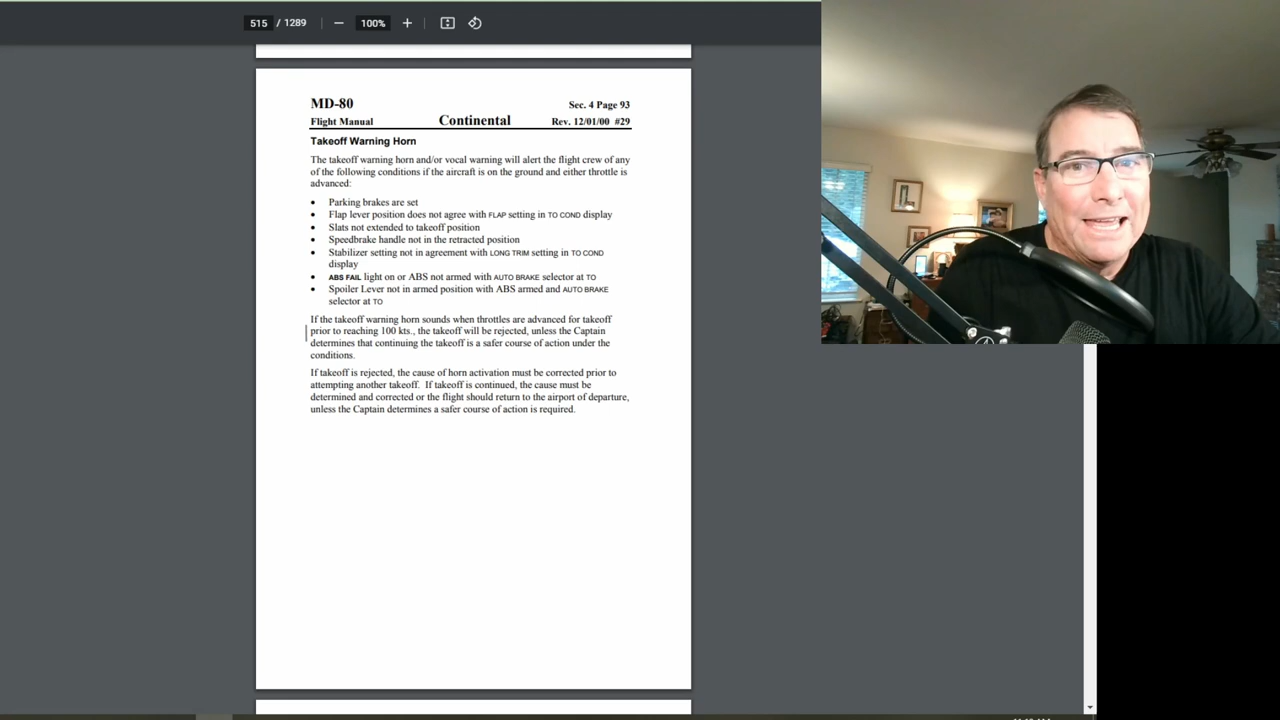 515 / 1289
100%
MD-80
Sec. 4 Page 93
Flight Manual
Continental
Rev. 12/01/00 #29
Takeoff Warning Horn
The takeoff warning horn and/or vocal warning will alert the flight crew of any
of the following conditions if the aircraft is on the ground and either throttle is
advanced:
• Parking brakes are set
• Flap lever position does not agree with FLAP setting in TO COND display
• Slats not extended to takeoff position
• Speedbrake handle not in the retracted position
• Stabilizer setting not in agreement with LONG TRIM setting in TO COND
display
• ABS FAIL light on or ABS not armed with AUTO BRAKE selector at TO
• Spoiler Lever not in armed position with ABS armed and AUTO BRAKE
selector at TO
If the takeoff warning horn sounds when throttles are advanced for takeoff
prior to reaching 100 kts., the takeoff will be rejected, unless the Captain
determines that continuing the takeoff is a safer course of action under the
conditions.
If takeoff is rejected, the cause of horn activation must be corrected prior to
attempting another takeoff. If takeoff is continued, the cause must be
determined and corrected or the flight should return to the airport of departure,
unless the Captain determines a safer course of action is required.